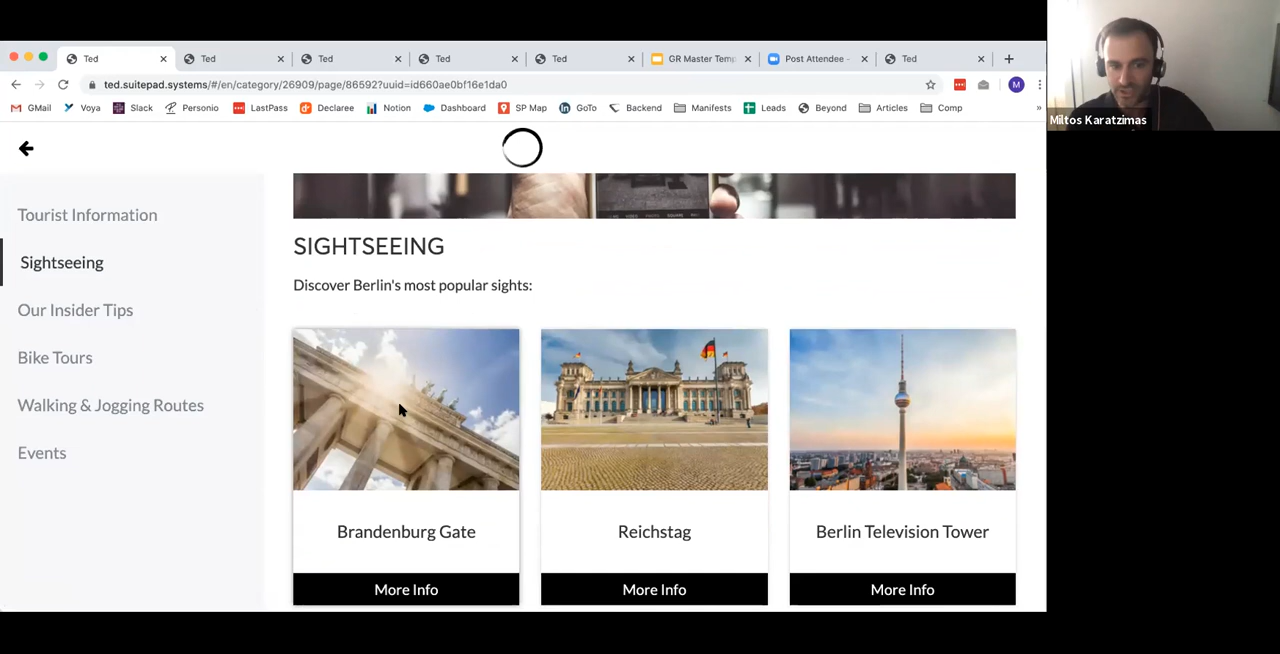 Ted
Ted
Ted
Ted
Ted
GR Master Temp
Post Attendee -
Ted
ted.suitepad.systems/#/en/category/26909/page/86592?uuid=id660ae0bf16e1da0
M
GMail
Voya
Slack
Personio
LastPass
Declaree
Notion
Dashboard
SP Map
GoTo
Backend
Manifests
Leads
Beyond
Articles
Comp
»
Miltos Karatzimas
Tourist Information
Sightseeing
Our Insider Tips
Bike Tours
Walking & Jogging Routes
Events
SIGHTSEEING
Discover Berlin's most popular sights:
Brandenburg Gate
Reichstag
Berlin Television Tower
More Info
More Info
More Info